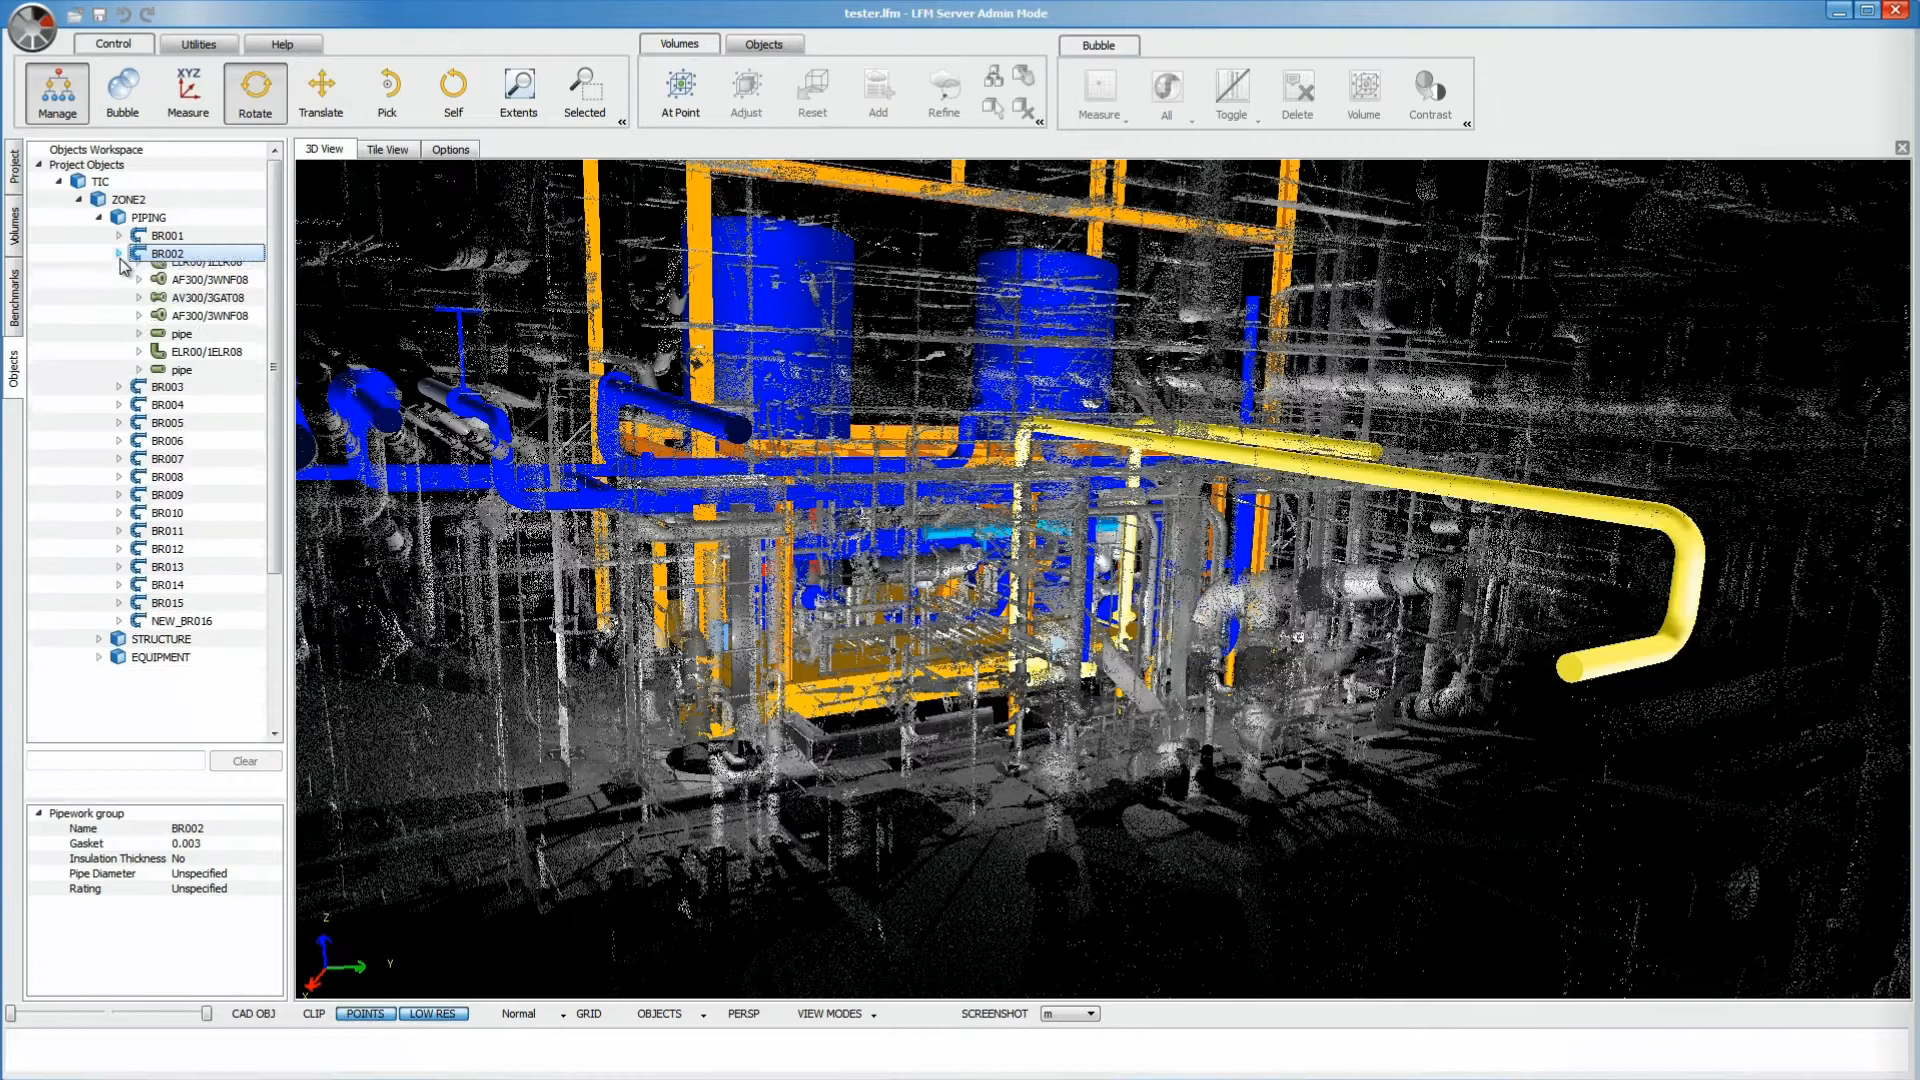 tester.lfm - LFM Server Admin Mode
Control
Utilities
Help
Volumes
Objects
Bubble
Manage
Bubble
XYZ
Measure
Rotate
Translate
Pick
Self
Extents
Selected
At Point
Adjust
Reset
Add
Refine
Measure
All
Toggle
Delete
Volume
Contrast
Project
Volumes
Benchmarks
Objects
3D View
Tile View
Options
Objects Workspace
Project Objects
TIC
ZONE2
PIPING
BR001
BR002
ELR00/1ELR08
AF300/3WNF08
AV300/3GAT08
AF300/3WNF08
pipe
ELR00/1ELR08
pipe
BR003
BR004
BR005
BR006
BR007
BR008
BR009
BR010
BR011
BR012
BR013
BR014
BR015
NEW_BR016
STRUCTURE
EQUIPMENT
Clear
Pipework group
Name BR002
Gasket 0.003
Insulation Thickness No
Pipe Diameter Unspecified
Rating Unspecified
Z
Y
X
CAD OBJ
CLIP
POINTS
LOW RES
Normal
GRID
OBJECTS
PERSP
VIEW MODES
SCREENSHOT
m